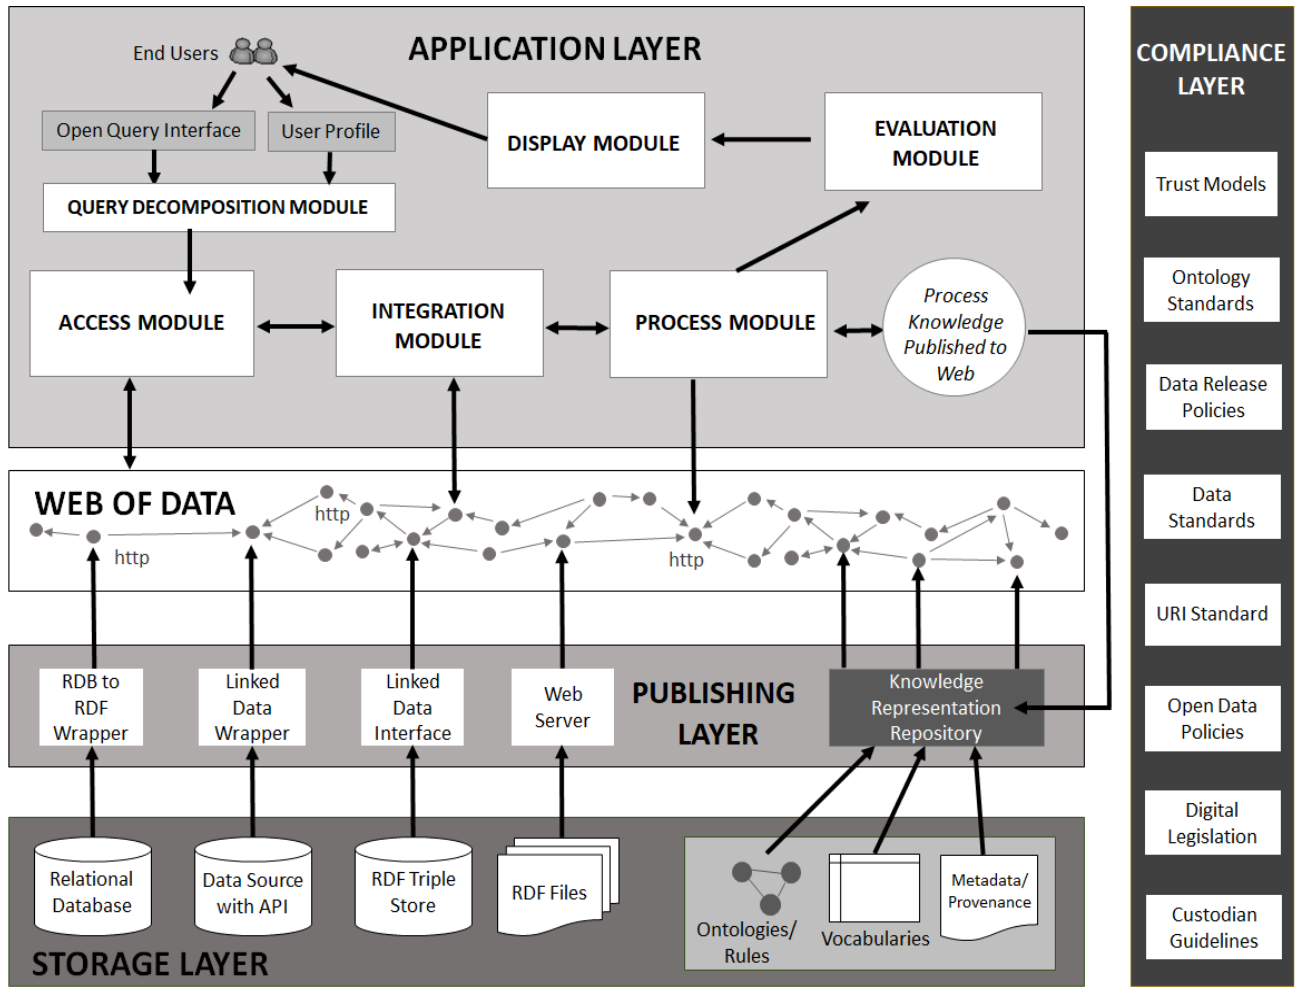 APPLICATION LAYER
End Users
Open Query Interface
User Profile
QUERY DECOMPOSITION MODULE
DISPLAY MODULE
EVALUATION
MODULE
ACCESS MODULE
INTEGRATION
MODULE
PROCESS MODULE
Process
Knowledge
Published to
Web
WEB OF DATA
http
http
http
RDB to
RDF
Wrapper
Linked
Data
Wrapper
Linked
Data
Interface
Web
Server
PUBLISHING
LAYER
Knowledge
Representation
Repository
Relational
Database
Data Source
with API
RDF Triple
Store
RDF Files
Ontologies/
Rules
Vocabularies
Metadata/
Provenance
STORAGE LAYER
COMPLIANCE
LAYER
Trust Models
Ontology
Standards
Data Release
Policies
Data
Standards
URI Standard
Open Data
Policies
Digital
Legislation
Custodian
Guidelines